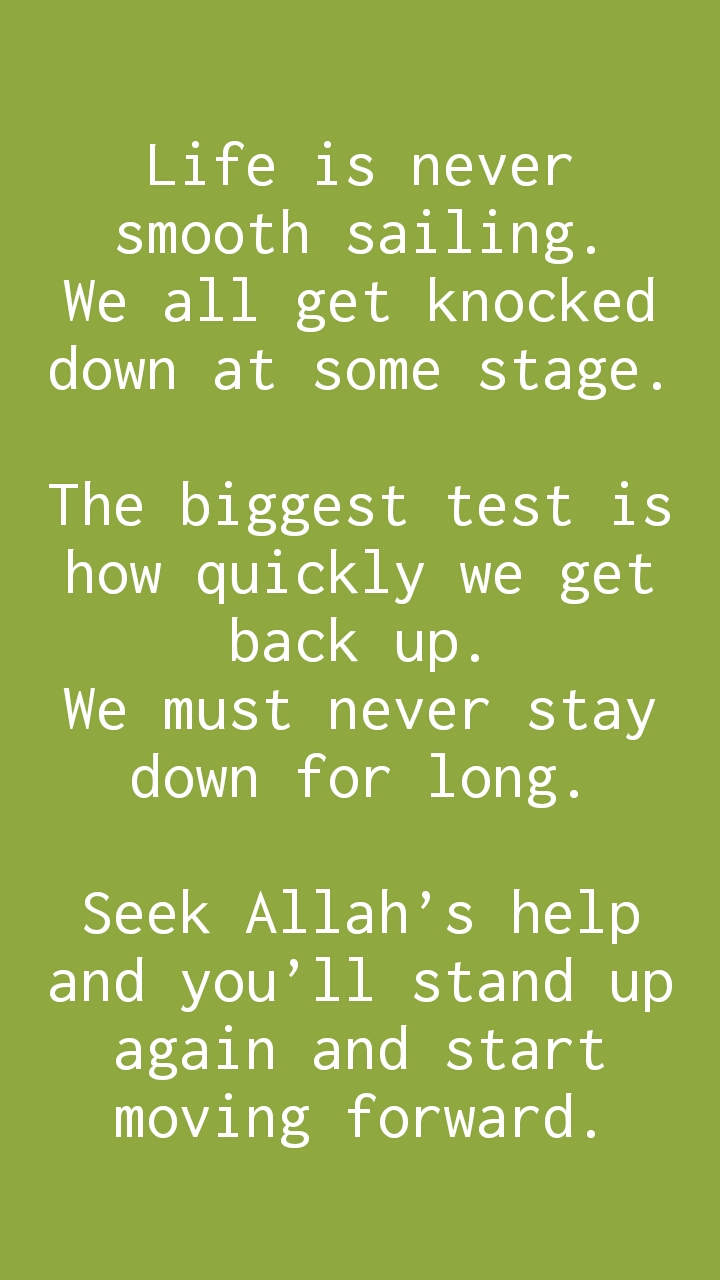 Life is never
smooth sailing.
We all get knocked
down at some stage.
The biggest test is
how quickly we get
back up.
We must never stay
down for long.
Seek Allah’s help
and you’ll stand up
again and start
moving forward.